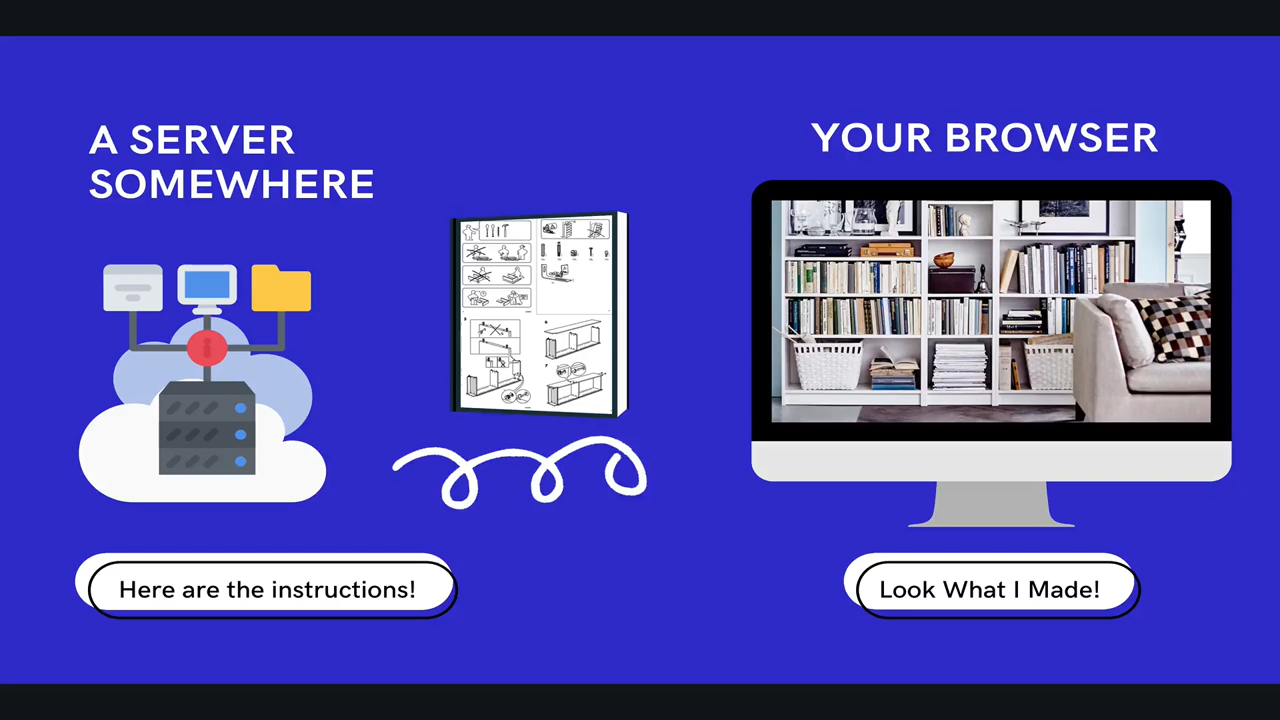 A SERVER
SOMEWHERE
YOUR BROWSER
Here are the instructions!
Look What I Made!